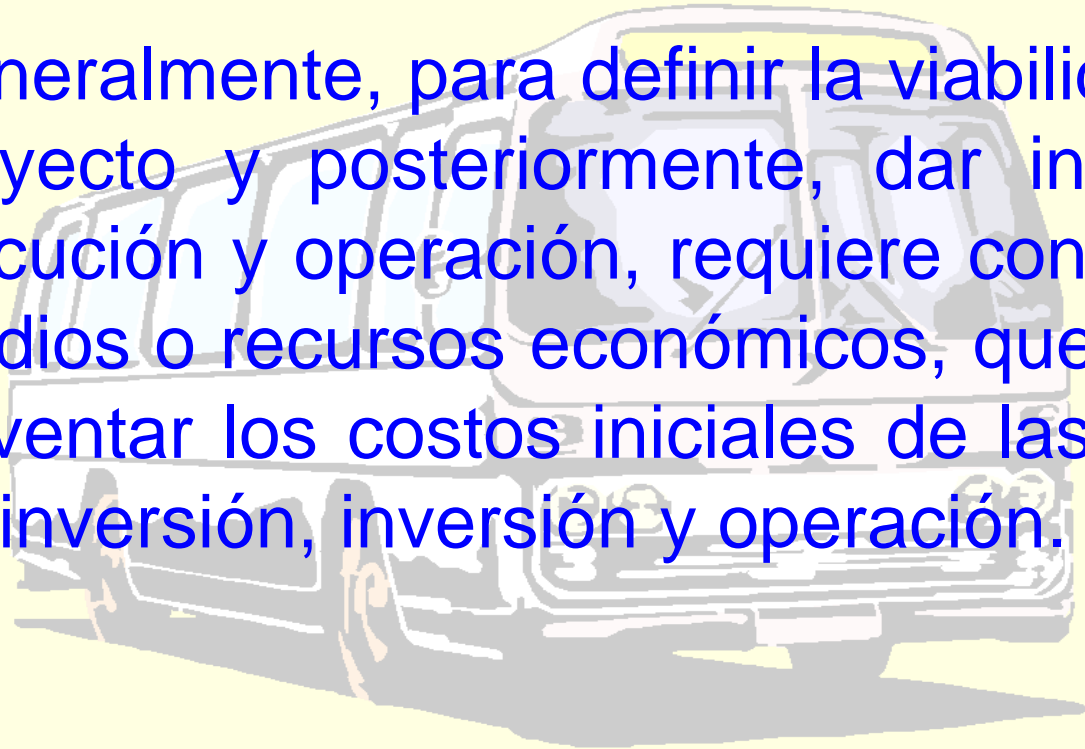 neralmente, para definir la viabilic
yecto y posteriormente, dar in
cución y operación, requiere con
dios o recursos económicos, que
ventar los costos iniciales de las
inversión, inversión y operación.